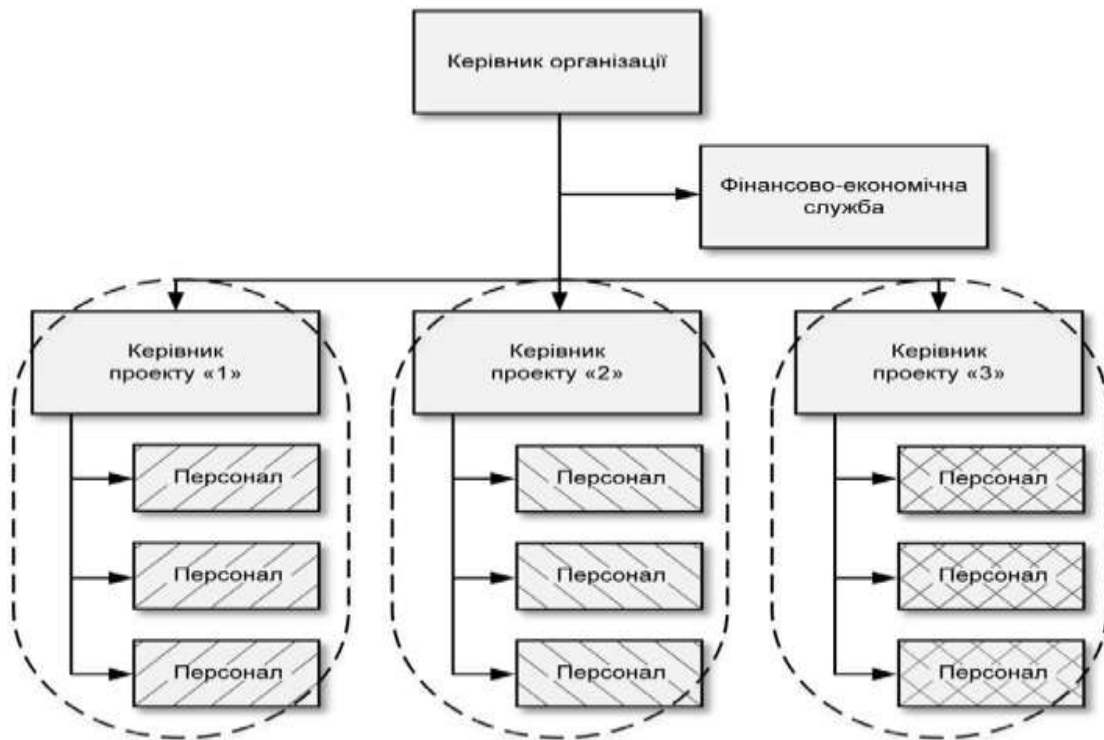 Керівник організації
Фінансово-економічна
служба
Керівник
проекту «1»
Керівник
проекту «2»
Керівник
проекту «3»
Персонал
Персонал
Персонал
Персонал
Персонал
Персонал
Персонал
Персонал
Персонал